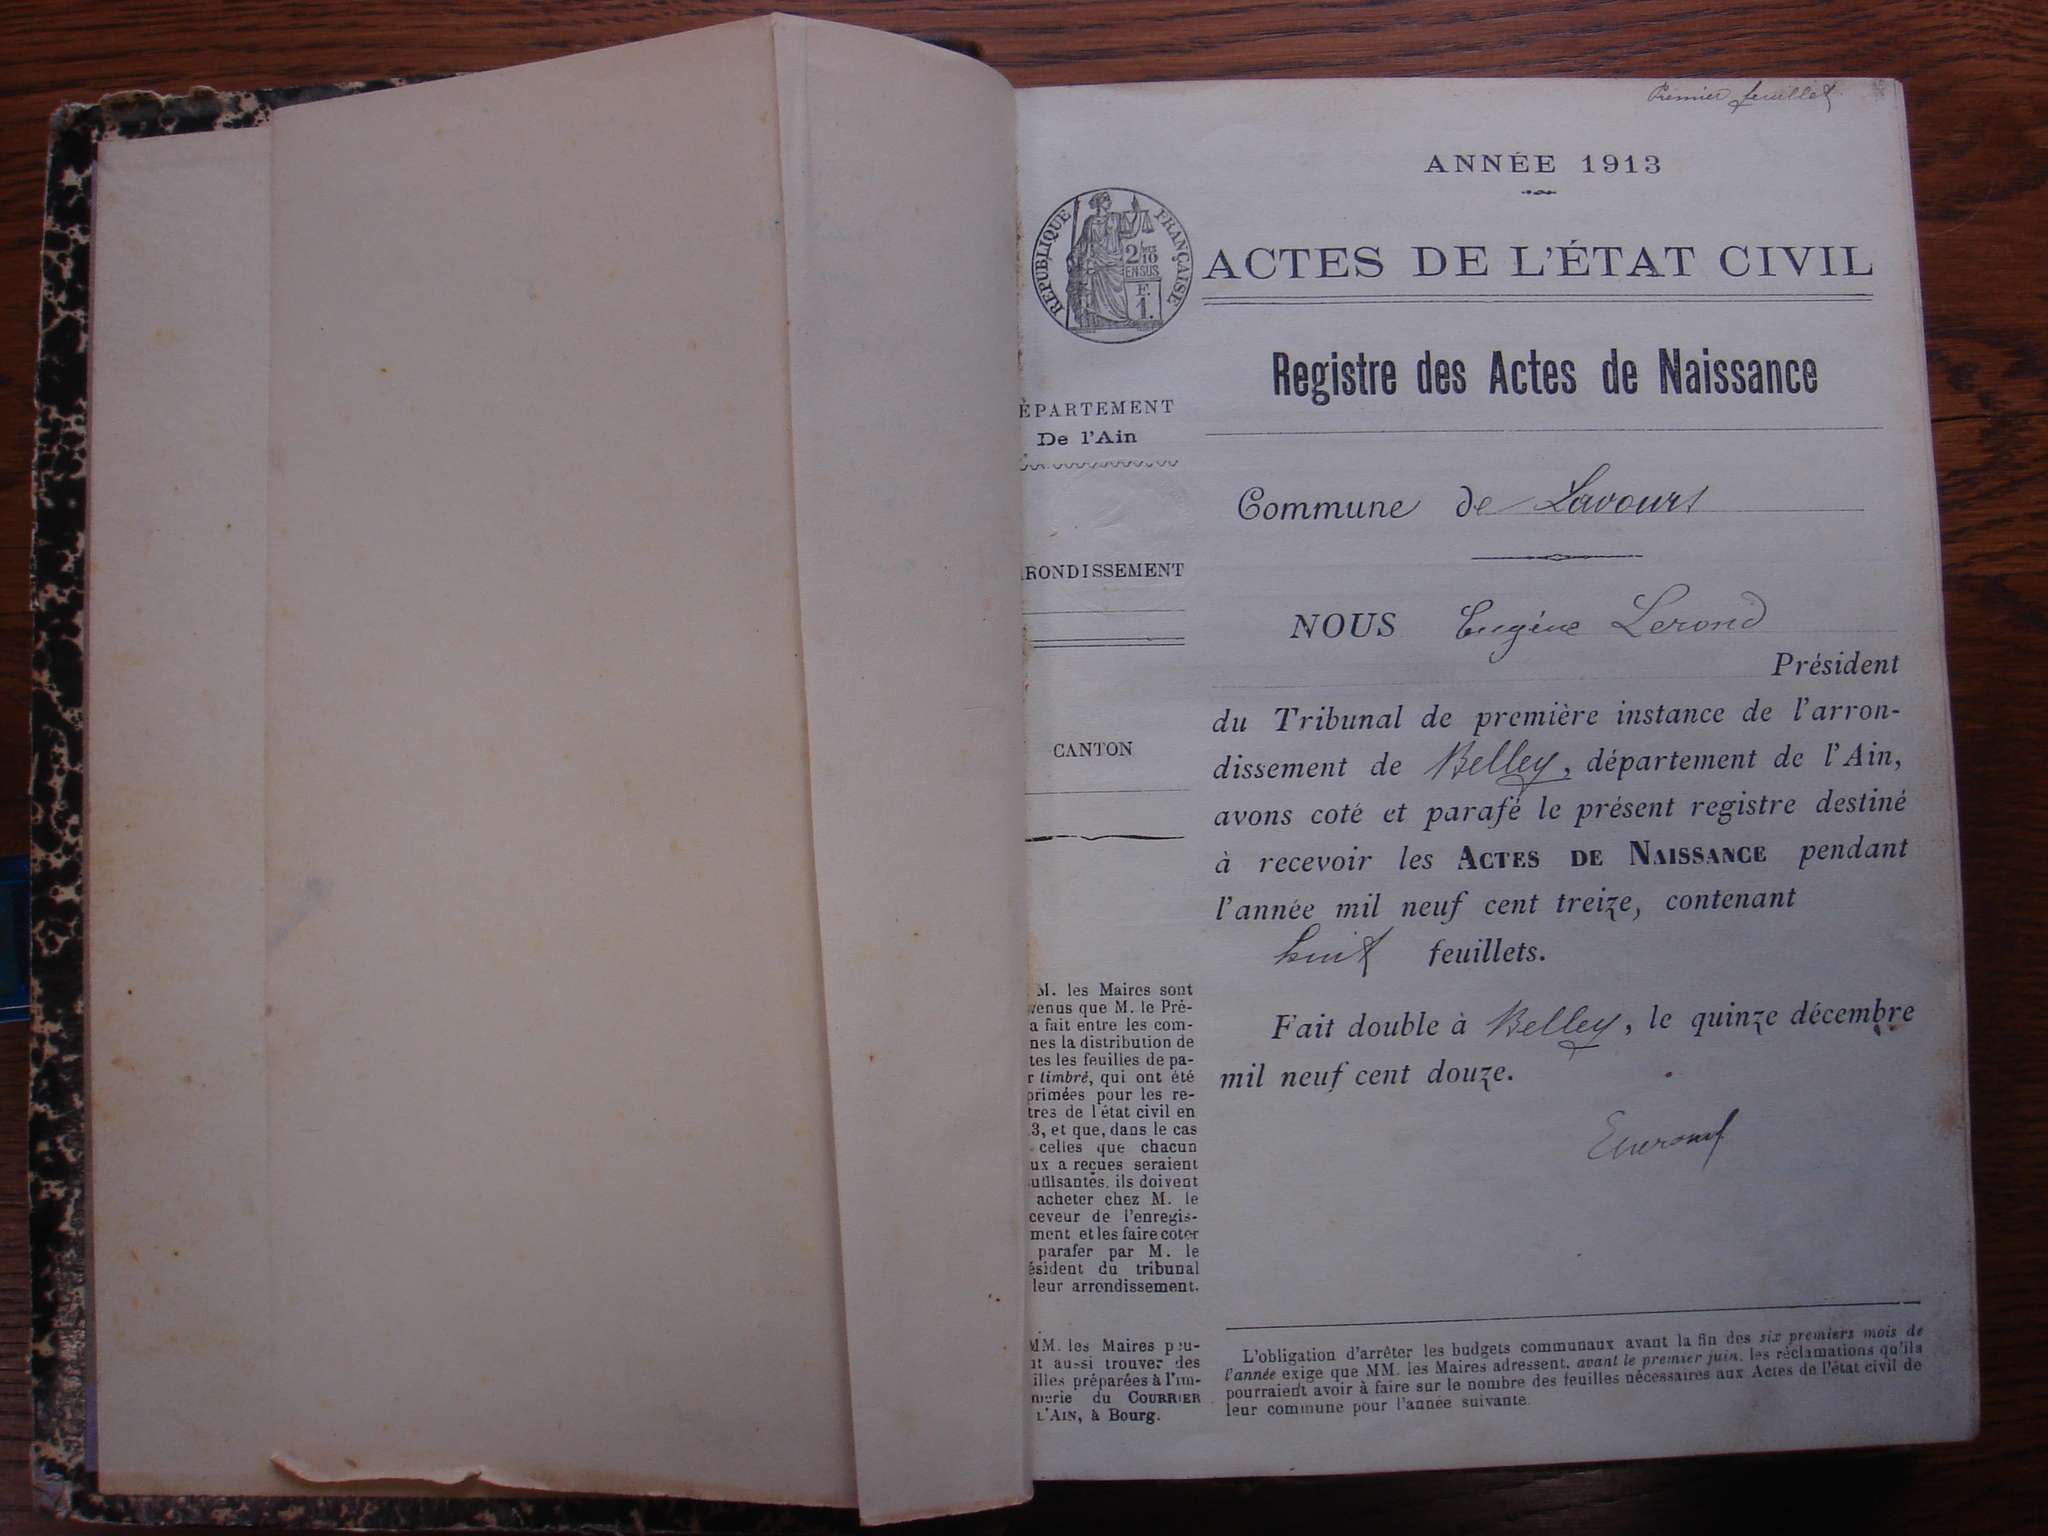 Premier feuillet
ANNÉE 1913
RÉPUBLIQUE FRANÇAISE
2/10
EN SUS
F.
1.
ACTES DE L'ÉTAT CIVIL
Registre des Actes de Naissance
ÉPARTEMENT
De l'Ain
RONDISSEMENT
CANTON
Commune de Lavours
NOUS Eugène Lerond
Président
du Tribunal de première instance de l'arron-
dissement de Belley, département de l'Ain,
avons coté et parafé le présent registre destiné
à recevoir les ACTES DE NAISSANCE pendant
l'année mil neuf cent treize, contenant
huit feuillets.
Fait double à Belley, le quinze décembre
mil neuf cent douze.
M. les Maires sont
venus que M. le Pré-
a fait entre les com-
nes la distribution de
tes les feuilles de pa-
r timbré, qui ont été
primées pour les re-
tres de l'état civil en
3, et que, dans le cas
celles que chacun
ux a reçues seraient
suffisantes, ils doivent
acheter chez M. le
ceveur de l'enregis-
ment et les faire coter
parafer par M. le
ésident du tribunal
leur arrondissement.
MM. les Maires peu-
nt aussi trouver des
illes préparées à l'im-
merie du COURRIER
L'AIN, à Bourg.
L'obligation d'arrêter les budgets communaux avant la fin des six premiers mois de
l'année exige que MM. les Maires adressent, avant le premier juin, les réclamations qu'ils
pourraient avoir à faire sur le nombre des feuilles nécessaires aux Actes de l'état civil de
leur commune pour l'année suivante.